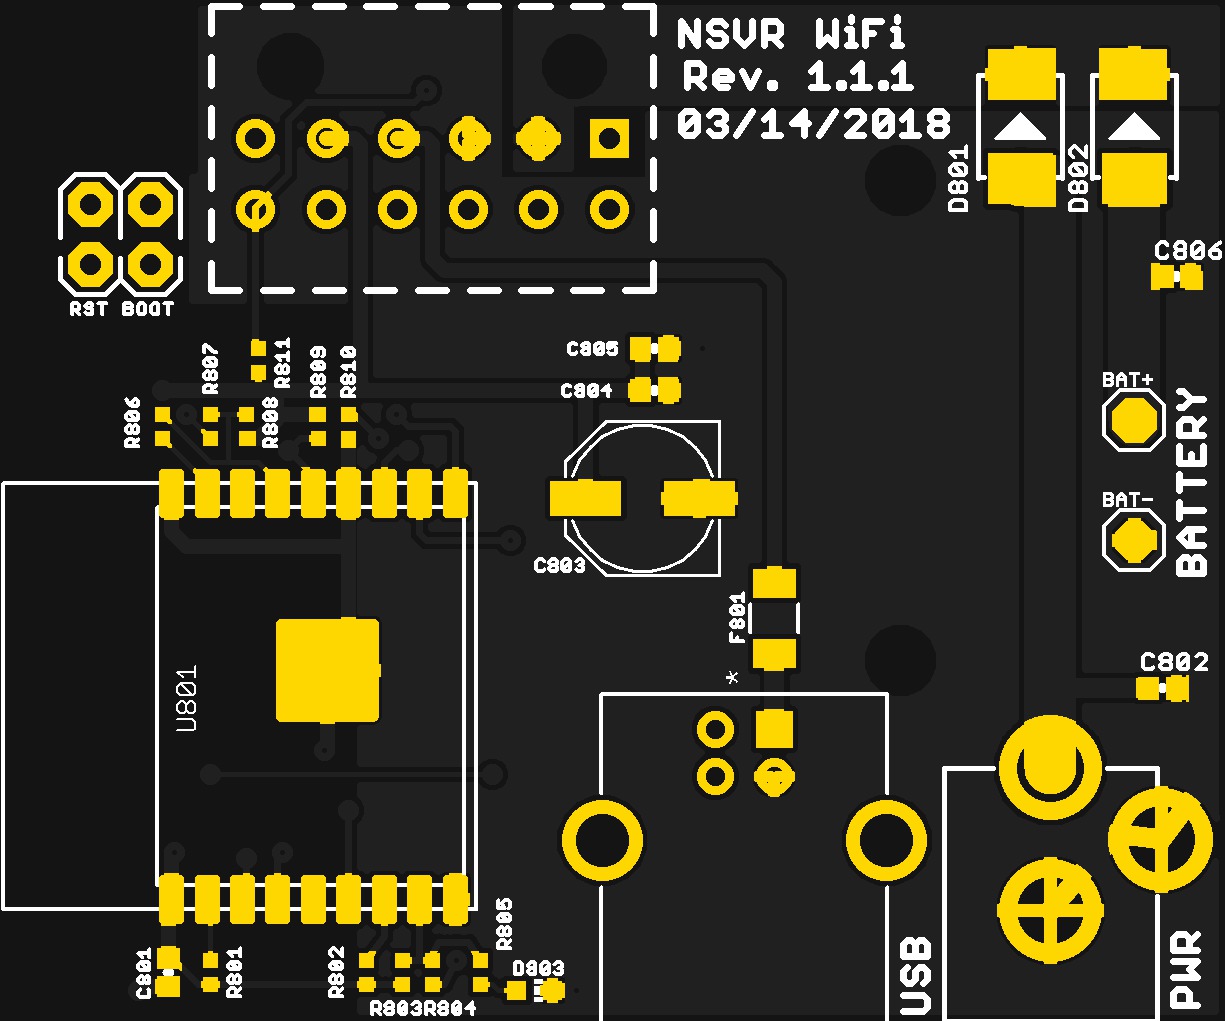 NSVR WiFi
Rev. 1.1.1
03/14/2018
D801
D802
C806
RST BOOT
C805
C804
R807
R811
R809
R810
R806
R808
BAT+
BATTERY
BAT-
C803
F801
*
C802
U801
R805
C801
R801
R802
D803
R803R804
USB
PWR